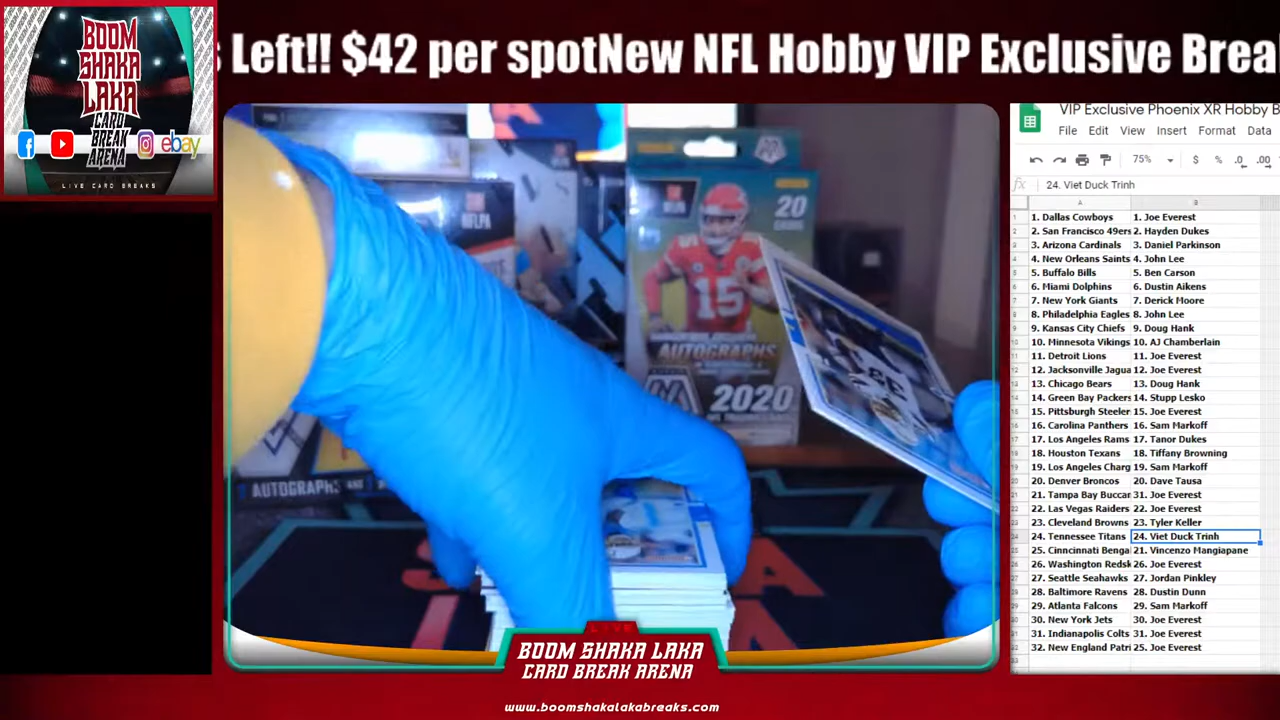 BOOM
SHAKA
LAKA
CARD
BREAK
ARENA
ebay
LIVE CARD BREAKS
Left!! $42 per spotNew NFL Hobby VIP Exclusive Brea
NFLPA
20
15
AUTOGRAPHS
2020
AUTOGRAPHS
33
LIVE
BOOM SHAKA LAKA
CARD BREAK ARENA
www.boomshakalakabreaks.com
VIP Exclusive Phoenix XR Hobby B
File Edit View Insert Format Data
75% $ % .0 .00
fx 24. Viet Duck Trinh
A B
1. Dallas Cowboys 1. Joe Everest
2. San Francisco 49ers 2. Hayden Dukes
3. Arizona Cardinals 3. Daniel Parkinson
4. New Orleans Saints 4. John Lee
5. Buffalo Bills 5. Ben Carson
6. Miami Dolphins 6. Dustin Aikens
7. New York Giants 7. Derick Moore
8. Philadelphia Eagles 8. John Lee
9. Kansas City Chiefs 9. Doug Hank
10. Minnesota Vikings 10. AJ Chamberlain
11. Detroit Lions 11. Joe Everest
12. Jacksonville Jagua 12. Joe Everest
13. Chicago Bears 13. Doug Hank
14. Green Bay Packers 14. Stupp Lesko
15. Pittsburgh Steeler 15. Joe Everest
16. Carolina Panthers 16. Sam Markoff
17. Los Angeles Rams 17. Tanor Dukes
18. Houston Texans 18. Tiffany Browning
19. Los Angeles Charg 19. Sam Markoff
20. Denver Broncos 20. Dave Tausa
21. Tampa Bay Buccan 31. Joe Everest
22. Las Vegas Raiders 22. Joe Everest
23. Cleveland Browns 23. Tyler Keller
24. Tennessee Titans 24. Viet Duck Trinh
25. Cinncinnati Benga 21. Vincenzo Mangiapane
26. Washington Redsk 26. Joe Everest
27. Seattle Seahawks 27. Jordan Pinkley
28. Baltimore Ravens 28. Dustin Dunn
29. Atlanta Falcons 29. Sam Markoff
30. New York Jets 30. Joe Everest
31. Indianapolis Colts 31. Joe Everest
32. New England Patri 25. Joe Everest